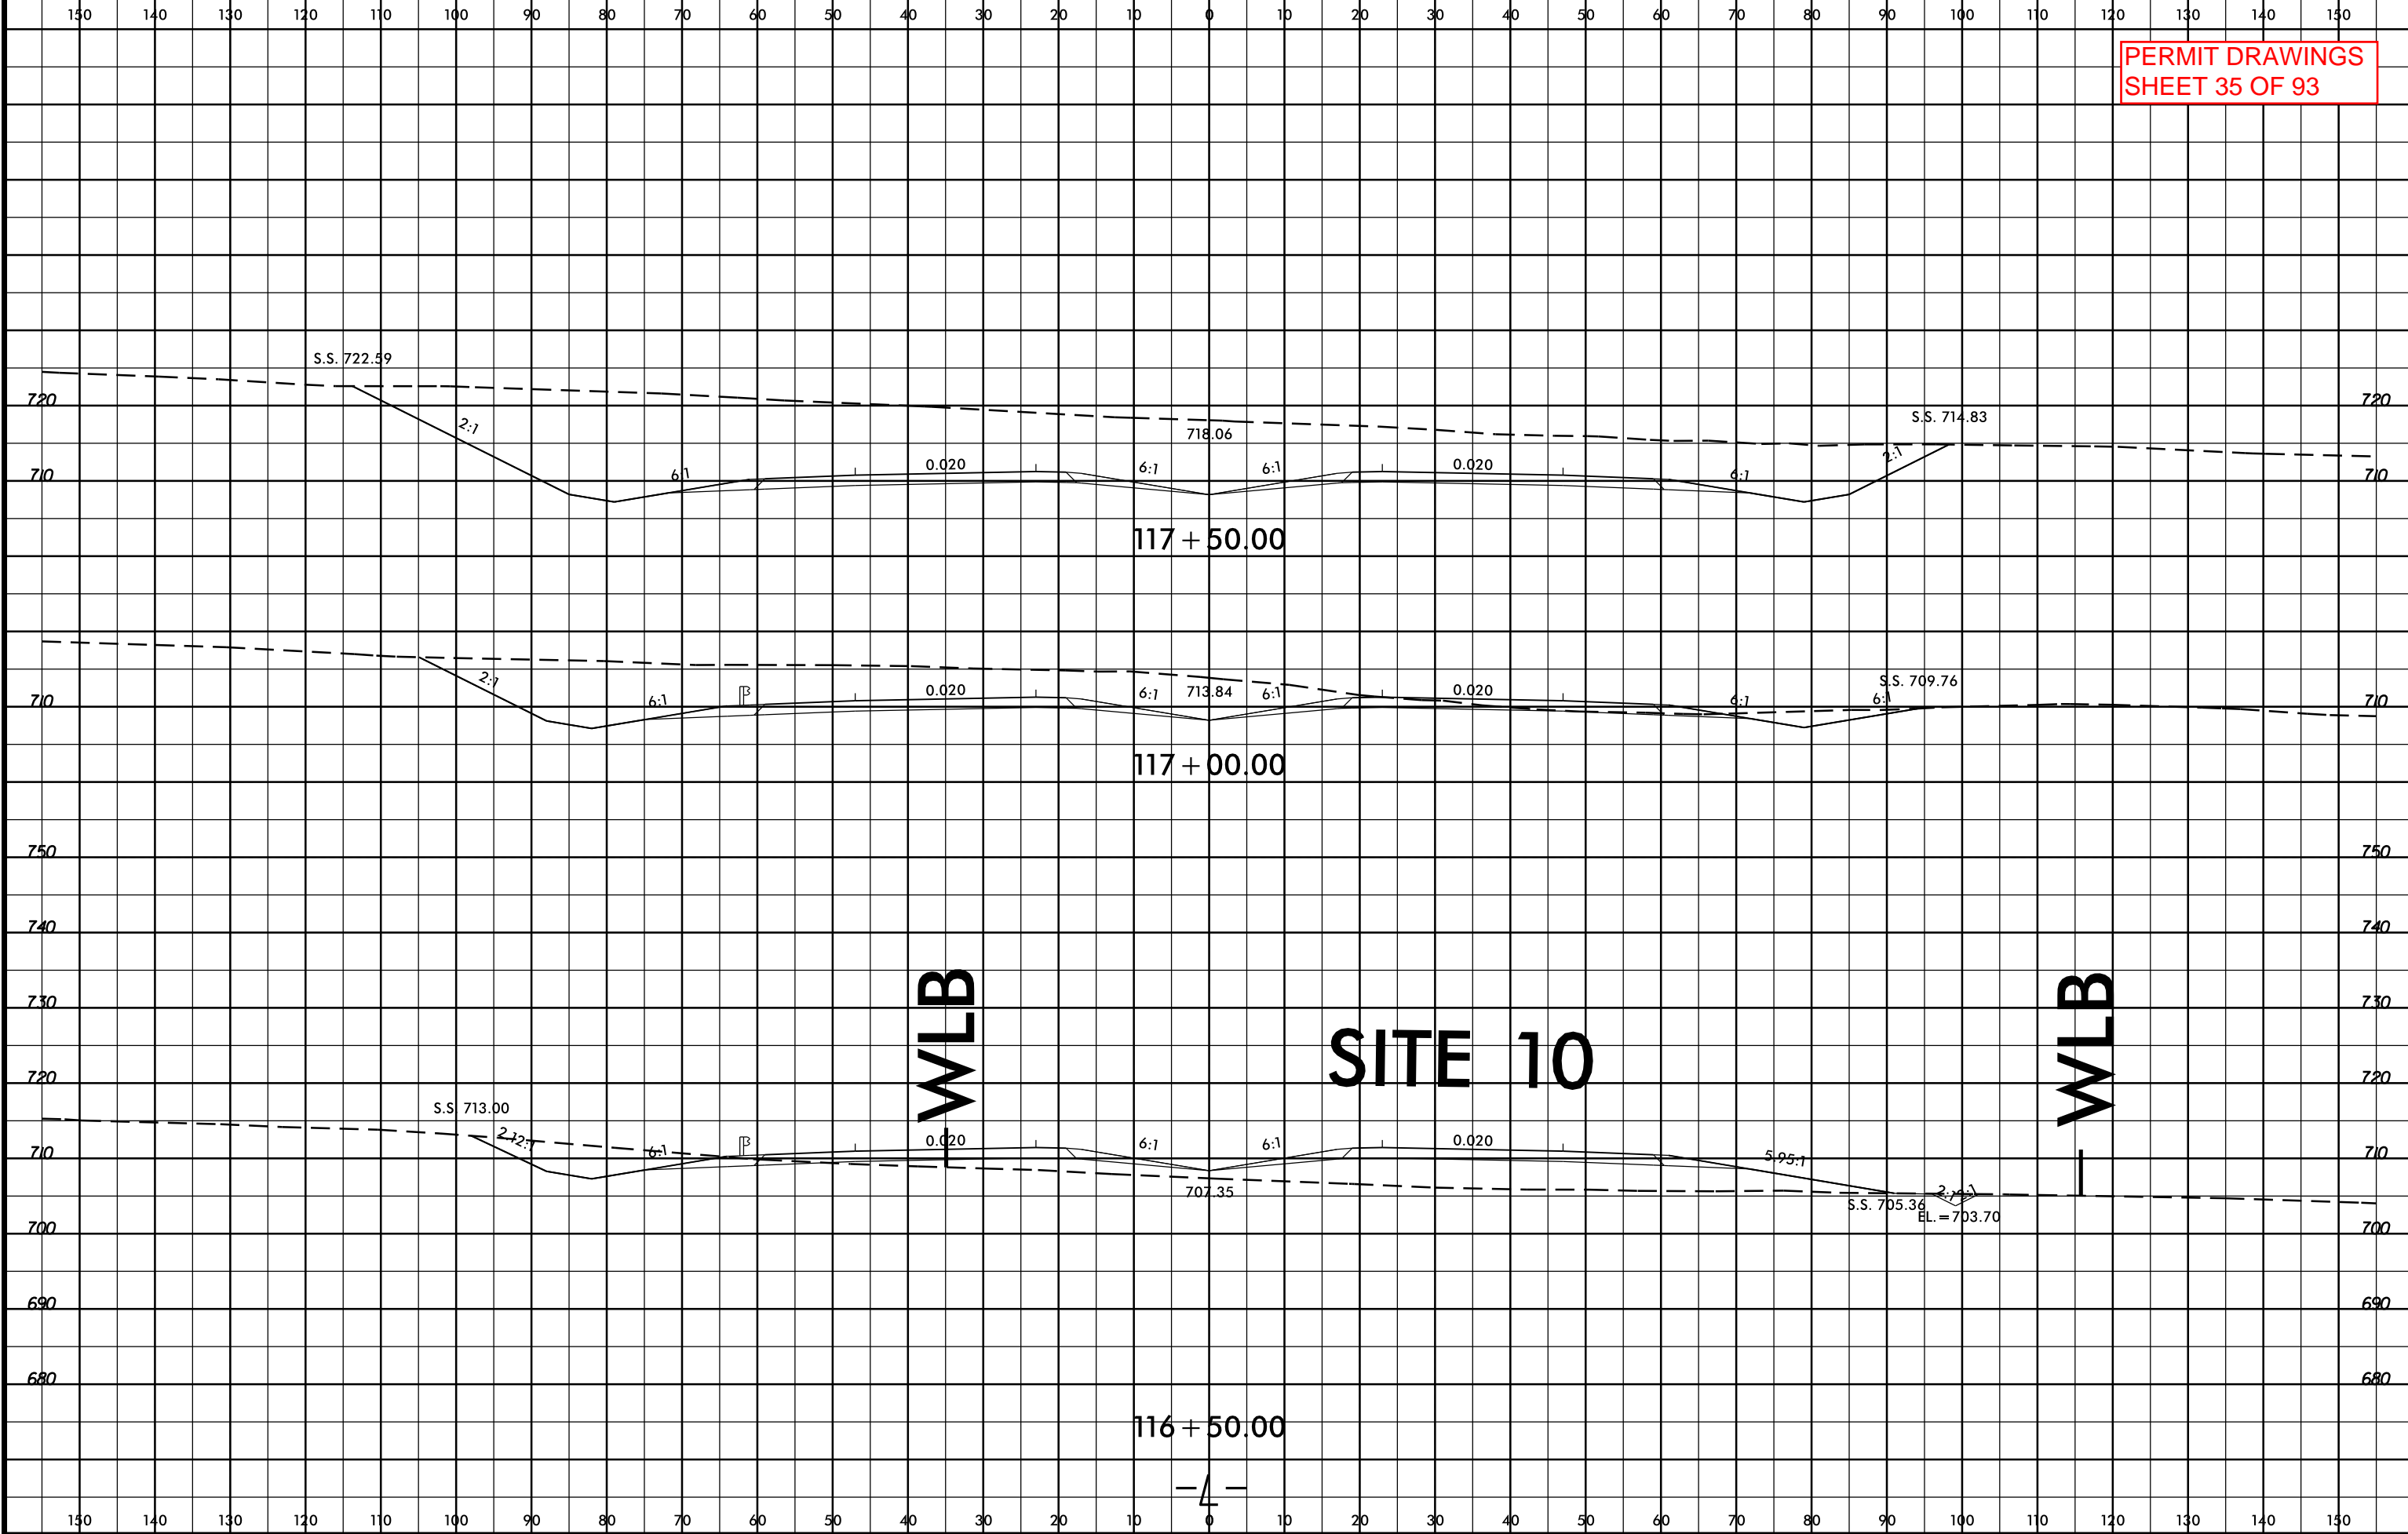 150 140 130 120 110 100 90 80 70 60 50 40 30 20 10 0 10 20 30 40 50 60 70 80 90 100 110 120 130 140 150
PERMIT DRAWINGS
SHEET 35 OF 93
S.S. 722.59
720 2:1 718.06 S.S. 714.83 720
710 6:1 0.020 6:1 6:1 0.020 6:1 2:1 710
117+50.00
2:1 S.S. 709.76
710 6:1 0.020 6:1 713.84 6:1 0.020 6:1 6:1 710
117+00.00
750 750
740 740
730 730
WLB SITE 10 WLB
720 720
S.S. 713.00
710 2.12:1 6:1 0.020 6:1 6:1 0.020 5.95:1 710
707.35 2:1 2:1
S.S. 705.36
EL.=703.70
700 700
690 690
680 680
116+50.00
-L-
150 140 130 120 110 100 90 80 70 60 50 40 30 20 10 0 10 20 30 40 50 60 70 80 90 100 110 120 130 140 150